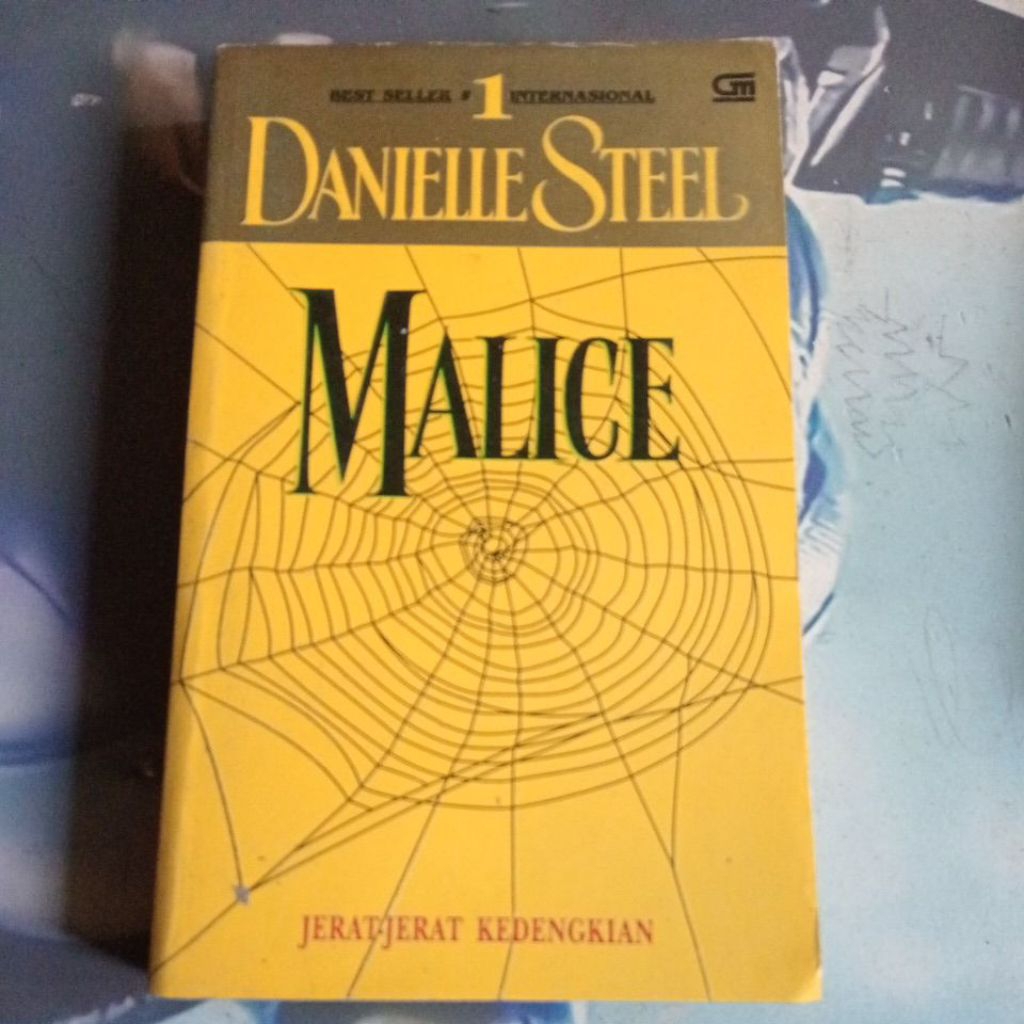 BEST SELLER # 1 INTERNASIONAL
GM
DANIELLE STEEL
MALICE
JERAT-JERAT KEDENGKIAN